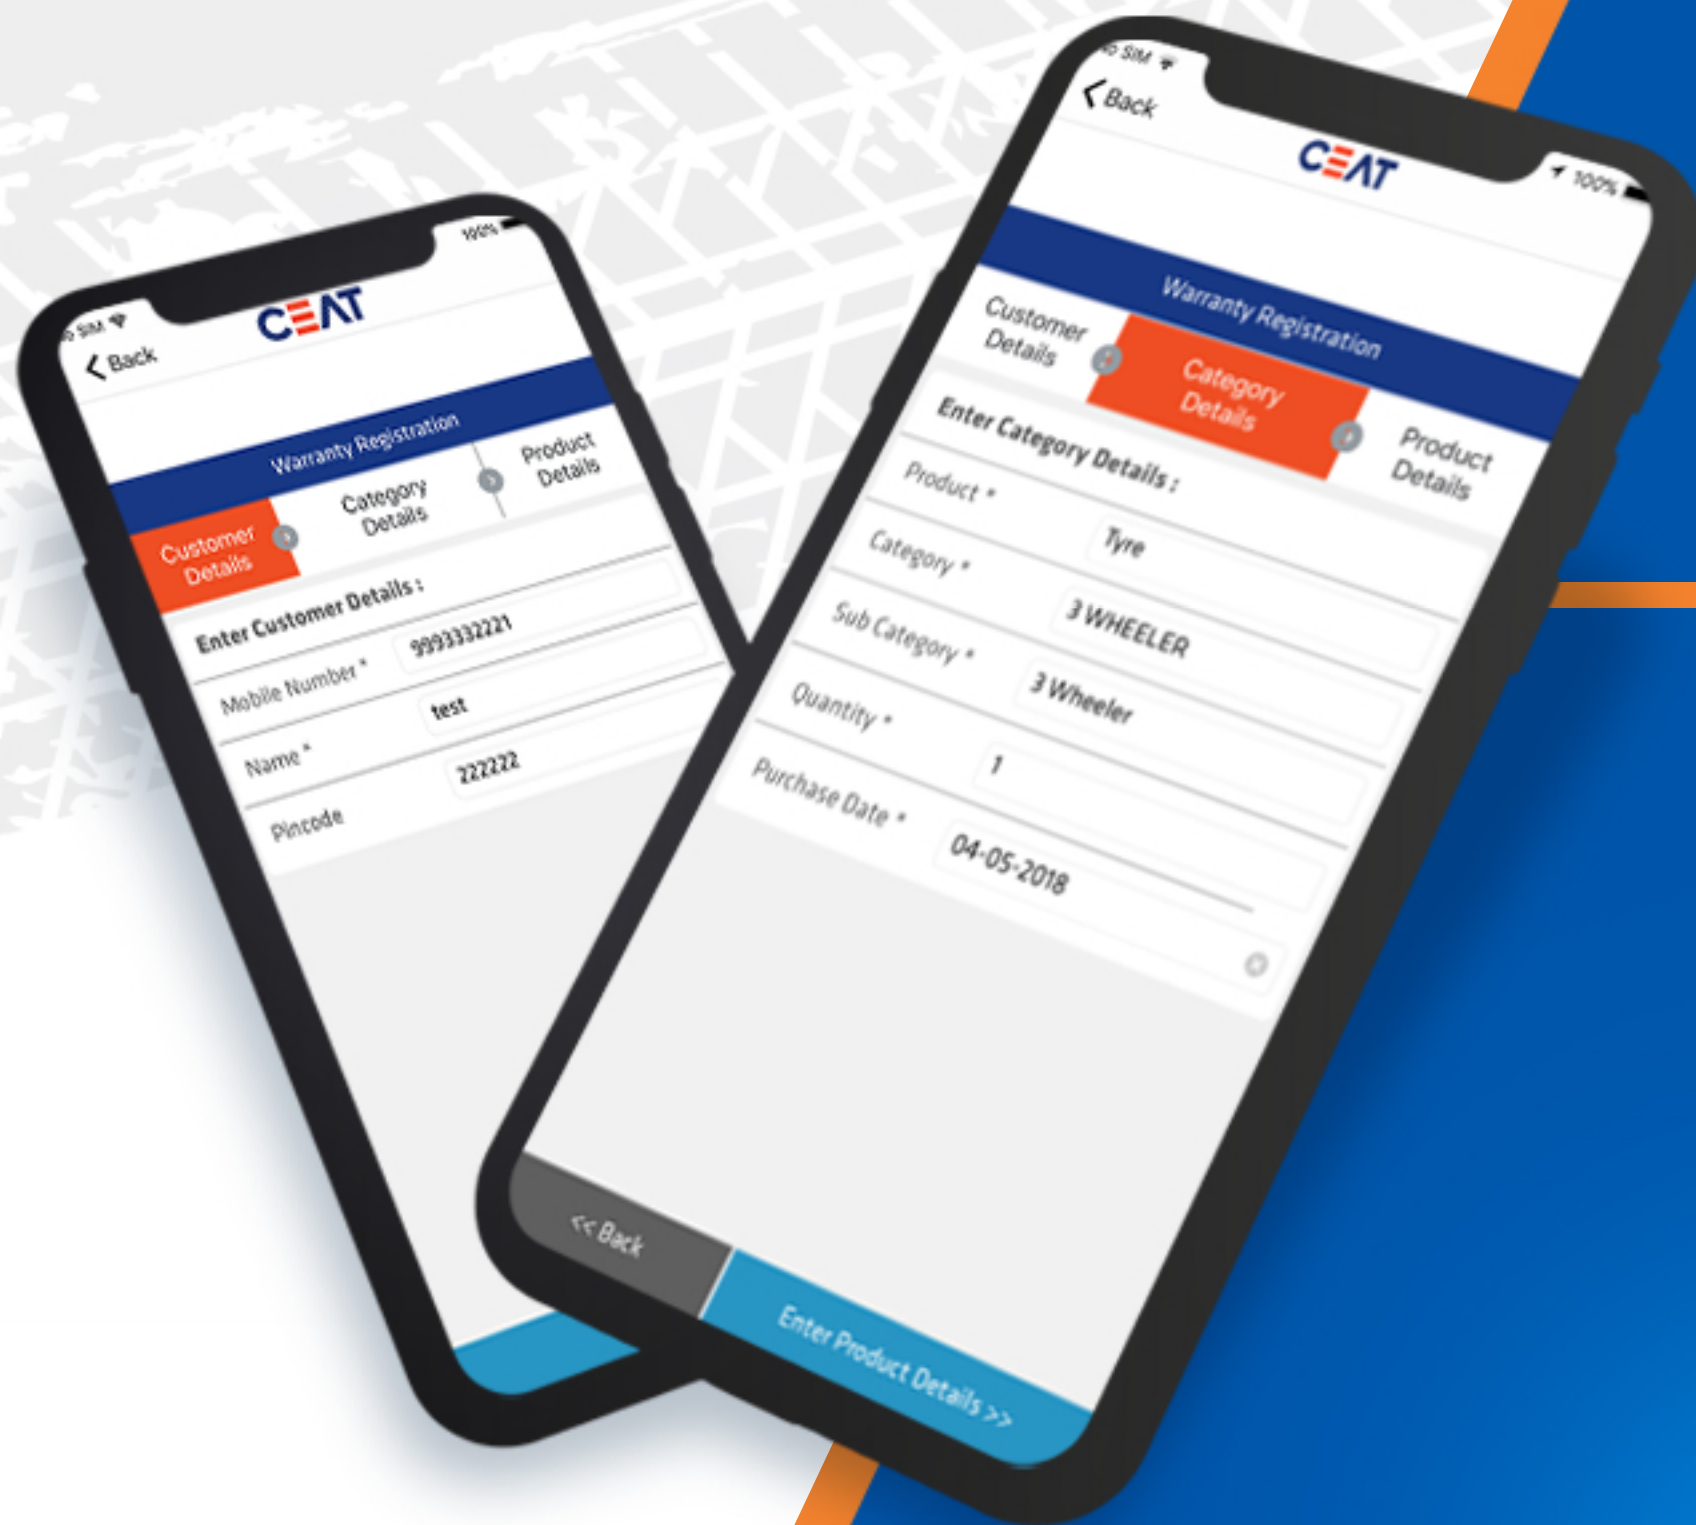 SIM
100%
Back
CEAT
Warranty Registration
Customer
Details
Category
Details
Product
Details
Enter Customer Details :
Mobile Number *
9993332221
Name *
test
Pincode
222222
SIM
100%
Back
CEAT
Warranty Registration
Customer
Details
Category
Details
Product
Details
Enter Category Details :
Product *
Tyre
Category *
3 WHEELER
Sub Category *
3 Wheeler
Quantity *
1
Purchase Date *
04-05-2018
<< Back
Enter Product Details >>